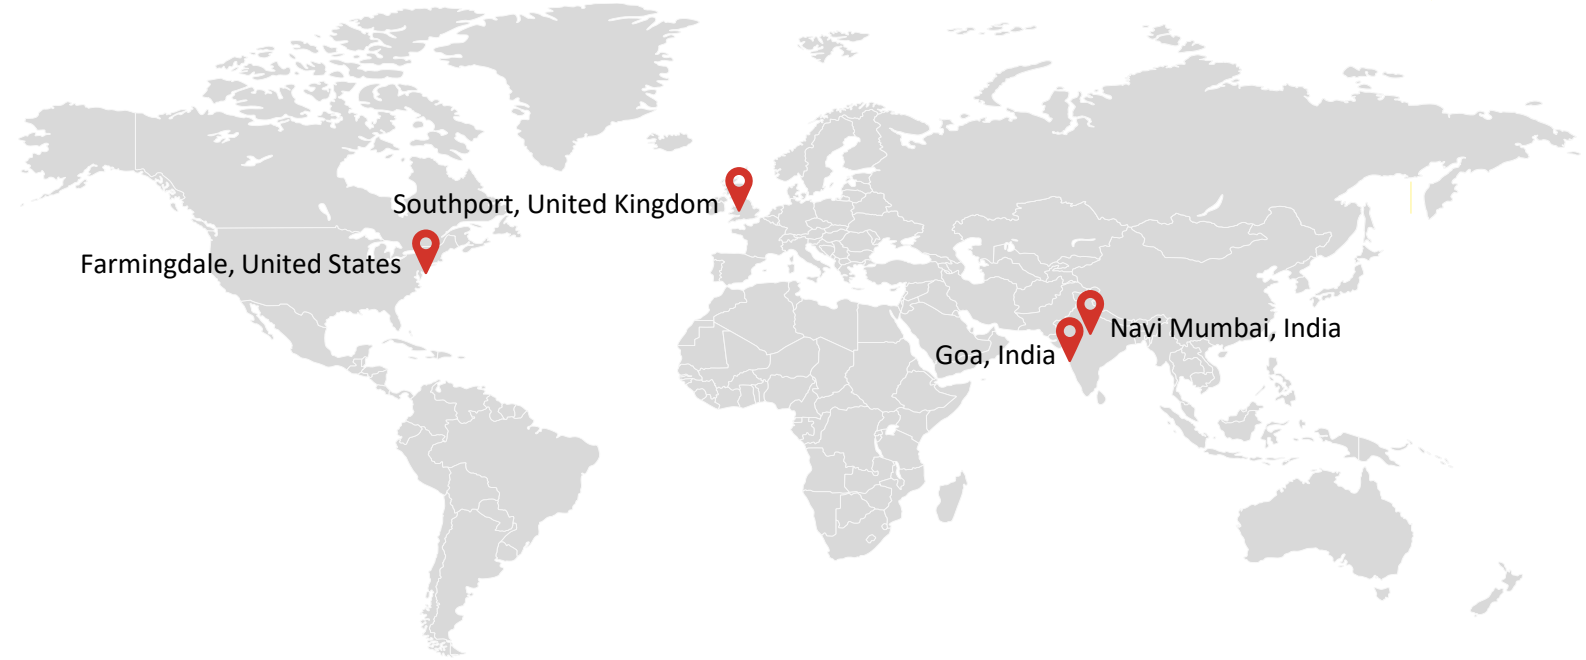 Southport, United Kingdom
Farmingdale, United States
Navi Mumbai, India
Goa, India